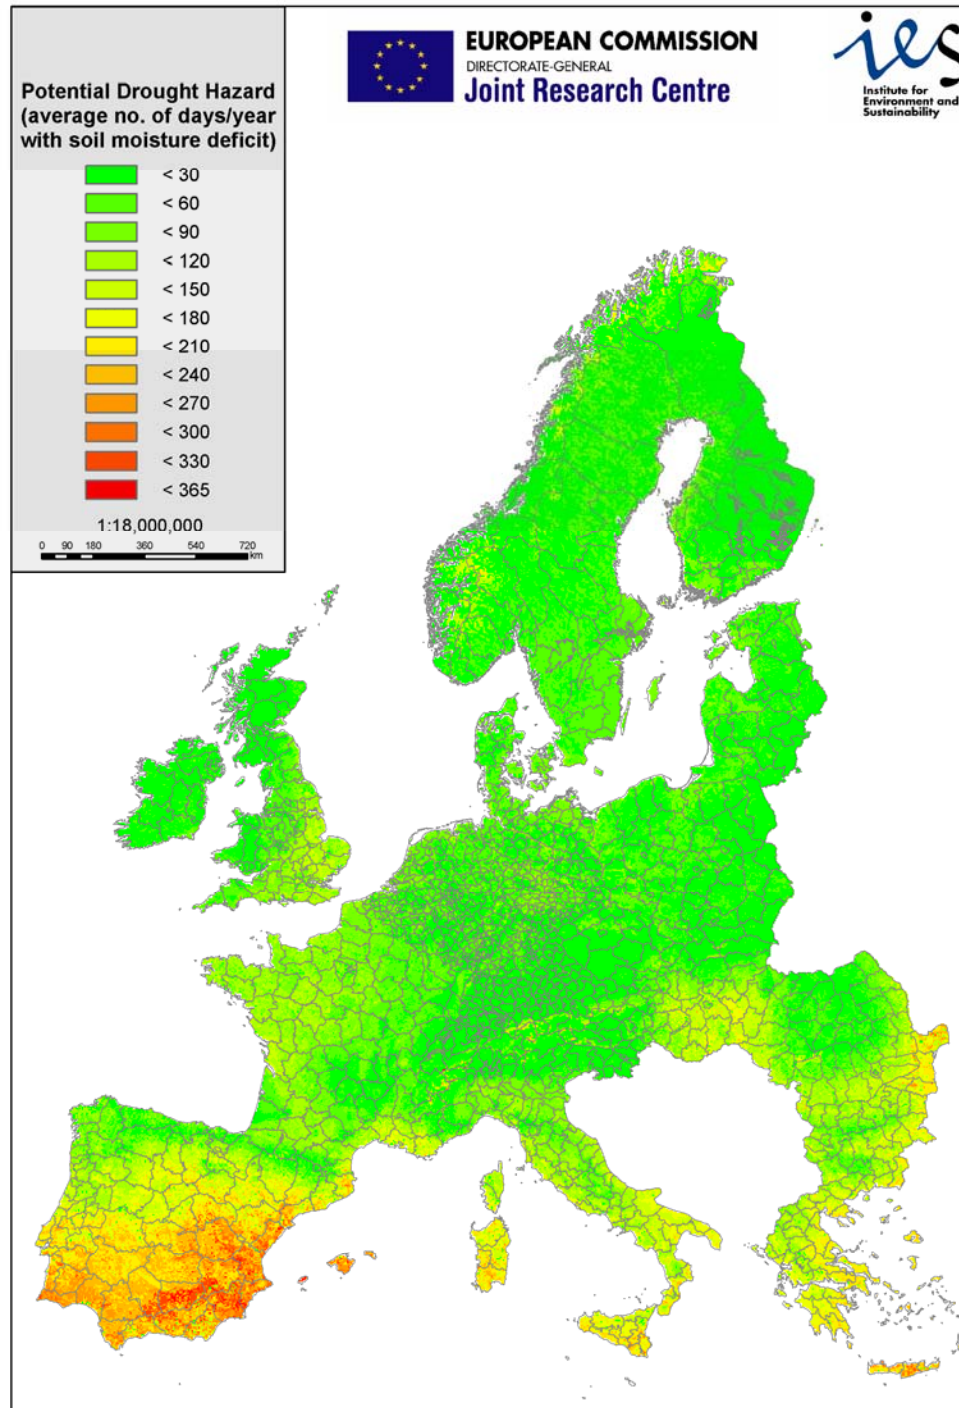 Potential Drought Hazard
(average no. of days/year
with soil moisture deficit)
< 30
< 60
< 90
< 120
< 150
< 180
< 210
< 240
< 270
< 300
< 330
< 365
1:18,000,000
0 90 180 360 540 720
km
EUROPEAN COMMISSION
DIRECTORATE-GENERAL
Joint Research Centre
ies
Institute for
Environment and
Sustainability